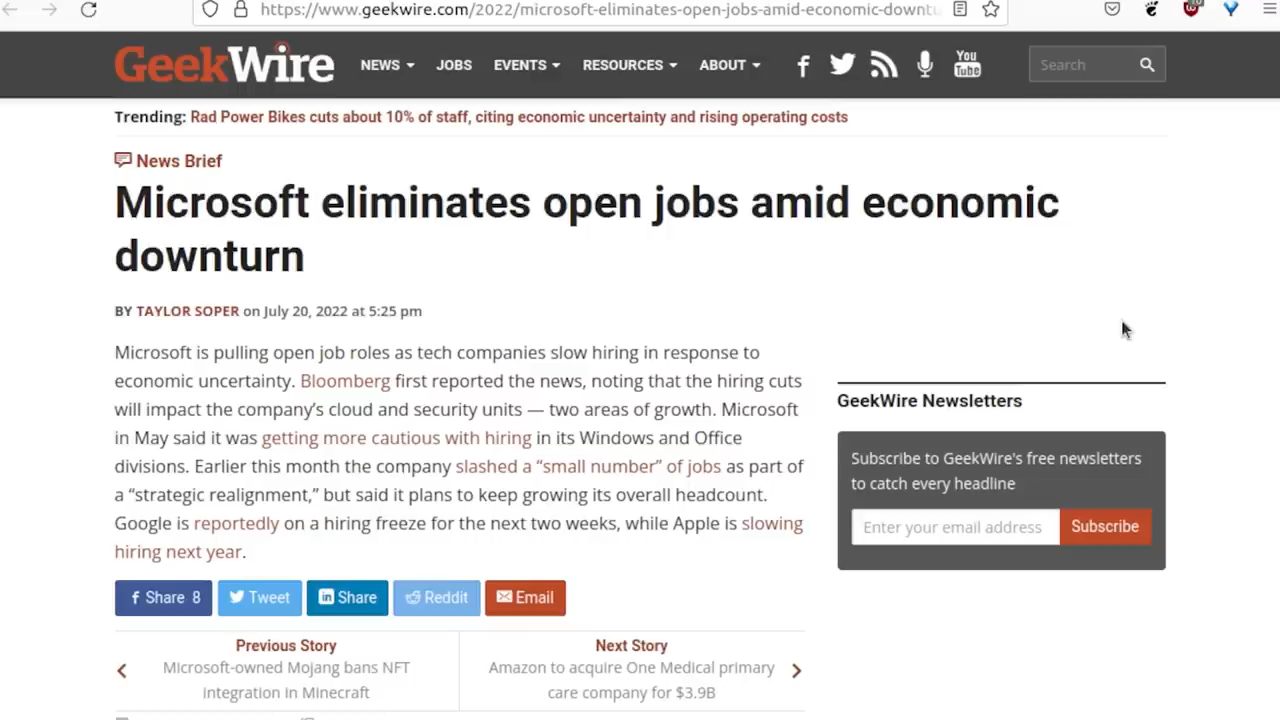 https://www.geekwire.com/2022/microsoft-eliminates-open-jobs-amid-economic-downtu
GeekWire NEWS JOBS EVENTS RESOURCES ABOUT You Tube Search
Trending: Rad Power Bikes cuts about 10% of staff, citing economic uncertainty and rising operating costs
News Brief
Microsoft eliminates open jobs amid economic
downturn
BY TAYLOR SOPER on July 20, 2022 at 5:25 pm
Microsoft is pulling open job roles as tech companies slow hiring in response to
economic uncertainty. Bloomberg first reported the news, noting that the hiring cuts
will impact the company’s cloud and security units — two areas of growth. Microsoft
in May said it was getting more cautious with hiring in its Windows and Office
divisions. Earlier this month the company slashed a “small number” of jobs as part of
a “strategic realignment,” but said it plans to keep growing its overall headcount.
Google is reportedly on a hiring freeze for the next two weeks, while Apple is slowing
hiring next year.
Share 8 Tweet Share Reddit Email
Previous Story
Microsoft-owned Mojang bans NFT
integration in Minecraft
Next Story
Amazon to acquire One Medical primary
care company for $3.9B
GeekWire Newsletters
Subscribe to GeekWire's free newsletters
to catch every headline
Enter your email address Subscribe